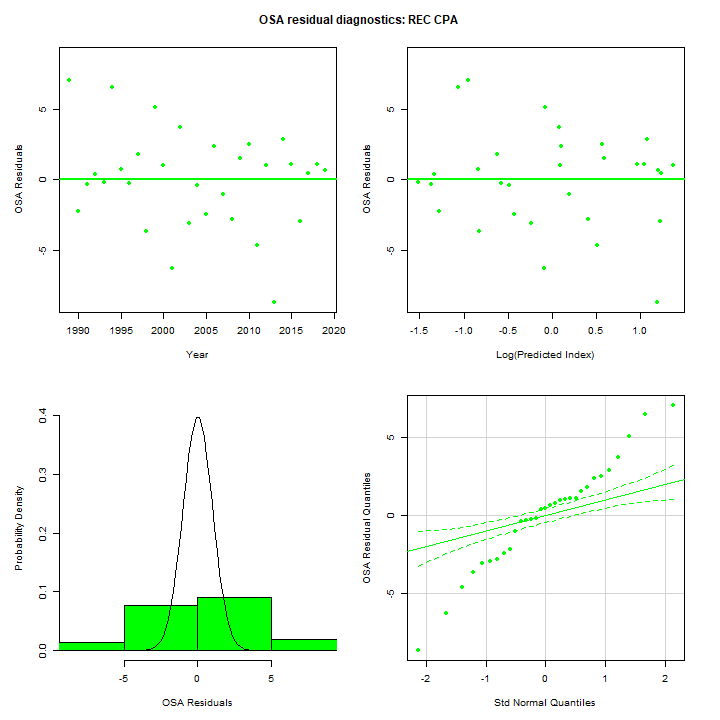 OSA residual diagnostics: REC CPA
OSA Residuals
5
0
-5
1990 1995 2000 2005 2010 2015 2020
Year
OSA Residuals
5
0
-5
-1.5 -1.0 -0.5 0.0 0.5 1.0
Log(Predicted Index)
Probability Density
0.4
0.3
0.2
0.1
0.0
-5 0 5
OSA Residuals
OSA Residual Quantiles
5
0
-5
-2 -1 0 1 2
Std Normal Quantiles